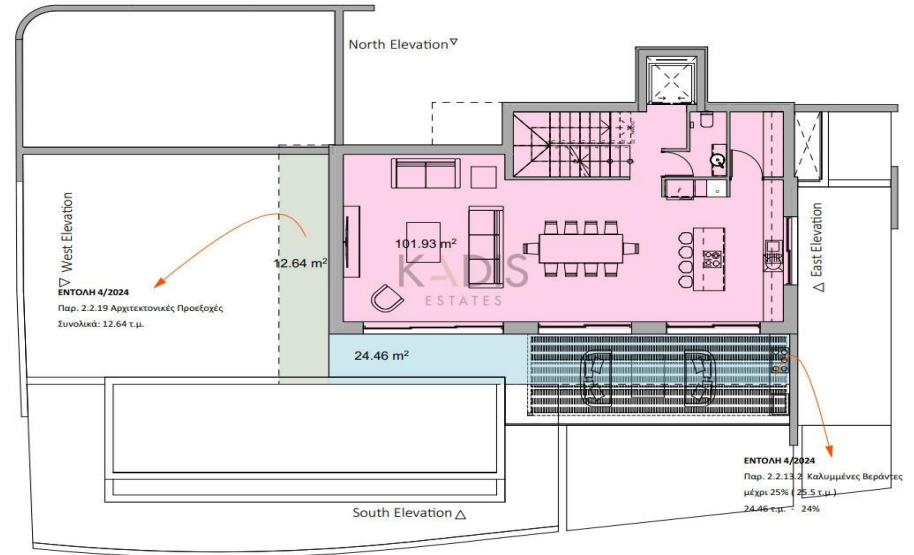 North Elevation
West Elevation
101.93 m²
12.64 m²
East Elevation
KADIS
ESTATES
ΕΝΤΟΛΗ 4/2024
Παρ. 2.2.19 Αρχιτεκτονικές Προεξοχές
Συνολικά: 12.64 τ.μ.
24.46 m²
ΕΝΤΟΛΗ 4/2024
Παρ. 2.2.13.2 Καλυμμένες Βεράντες
μέχρι 25% ( 25.5 τ.μ.)
24.46 τ.μ. - 24%
South Elevation